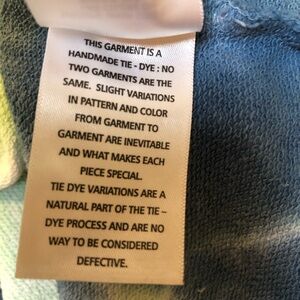 THIS GARMENT IS A
HANDMADE TIE - DYE : NO
TWO GARMENTS ARE THE
SAME. SLIGHT VARIATIONS
IN PATTERN AND COLOR
FROM GARMENT TO
GARMENT ARE INEVITABLE
AND WHAT MAKES EACH
PIECE SPECIAL.
TIE DYE VARIATIONS ARE A
NATURAL PART OF THE TIE –
DYE PROCESS AND ARE NO
WAY TO BE CONSIDERED
DEFECTIVE.